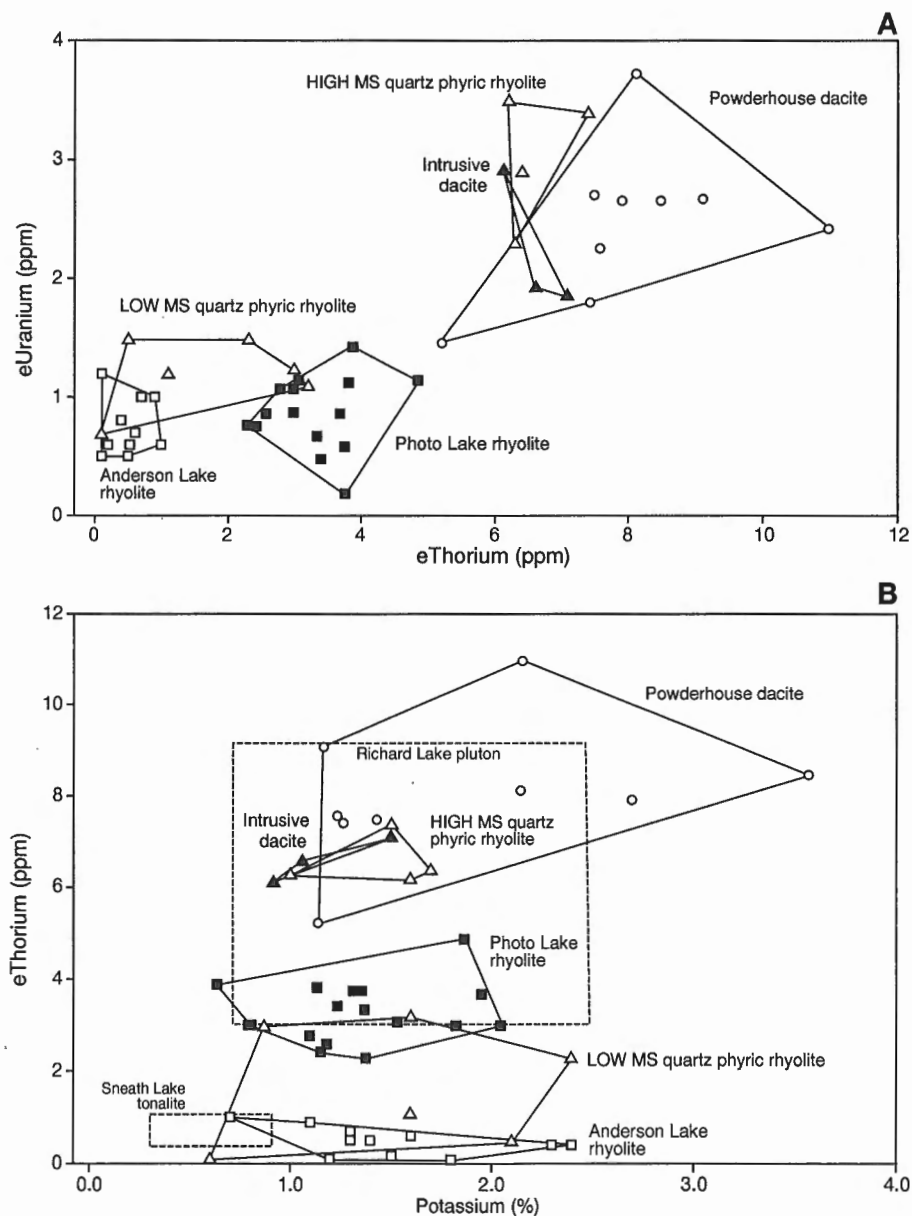 A
4
3
2
1
0
eUranium (ppm)
HIGH MS quartz phyric rhyolite
Powderhouse dacite
Intrusive
dacite
LOW MS quartz phyric rhyolite
Photo Lake rhyolite
Anderson Lake
rhyolite
0
2
4
6
8
10
12
eThorium (ppm)
B
12
10
8
6
4
2
0
eThorium (ppm)
Powderhouse dacite
Richard Lake pluton
Intrusive
dacite
HIGH MS quartz
phyric rhyolite
Photo Lake
rhyolite
LOW MS quartz phyric rhyolite
Sneath Lake
tonalite
Anderson Lake
rhyolite
0.0
1.0
2.0
3.0
4.0
Potassium (%)